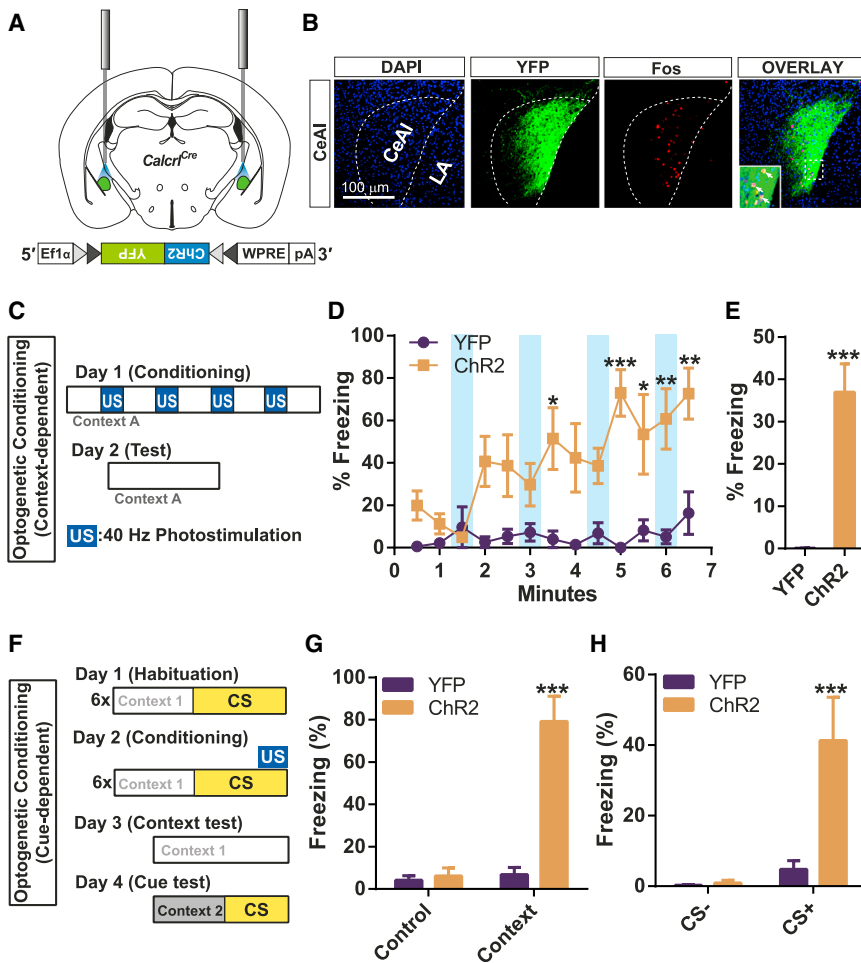 A
Calcrl^Cre
5′ Ef1α YFP ChR2 WPRE pA 3′
B
DAPI YFP Fos OVERLAY
CeAl
CeAl
LA
100 μm
C
Optogenetic Conditioning
(Context-dependent)
Day 1 (Conditioning)
US US US US
Context A
Day 2 (Test)
Context A
US:40 Hz Photostimulation
D
% Freezing
100
80
60
40
20
0
YFP
ChR2
* *** * ** **
0 1 2 3 4 5 6 7
Minutes
E
% Freezing
50
40
30
20
10
0
***
YFP ChR2
F
Optogenetic Conditioning
(Cue-dependent)
Day 1 (Habituation)
6x Context 1 CS
Day 2 (Conditioning)
US
6x Context 1 CS
Day 3 (Context test)
Context 1
Day 4 (Cue test)
Context 2 CS
G
Freezing (%)
100
80
60
40
20
0
YFP
ChR2
***
Control Context
H
Freezing (%)
60
40
20
0
YFP
ChR2
***
CS- CS+